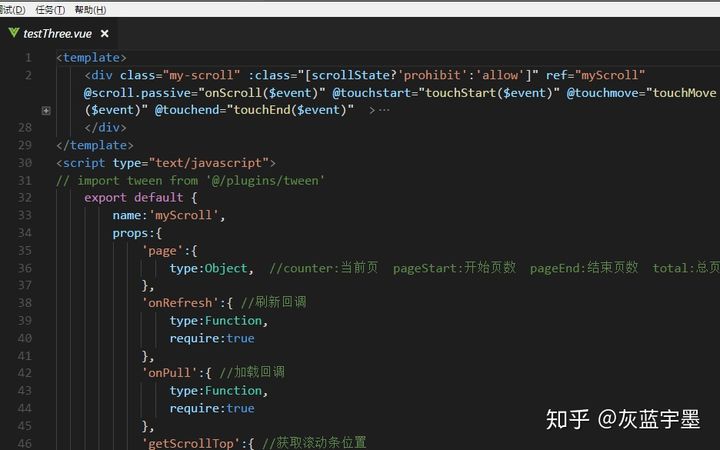 调试(D) 任务(T) 帮助(H)
testThree.vue ×
1 <template>
2 <div class="my-scroll" :class="[scrollState?'prohibit':'allow']" ref="myScroll"
@scroll.passive="onScroll($event)" @touchstart="touchStart($event)" @touchmove="touchMove
($event)" @touchend="touchEnd($event)" >…
28 </div>
29 </template>
30 <script type="text/javascript">
31 // import tween from '@/plugins/tween'
32 export default {
33 name:'myScroll',
34 props:{
35 'page':{
36 type:Object, //counter:当前页 pageStart:开始页数 pageEnd:结束页数 total:总页
37 },
38 'onRefresh':{ //刷新回调
39 type:Function,
40 require:true
41 },
42 'onPull':{ //加载回调
43 type:Function,
44 require:true
45 },
46 'getScrollTop':{ //获取滚动条位置
知乎 @灰蓝宇墨